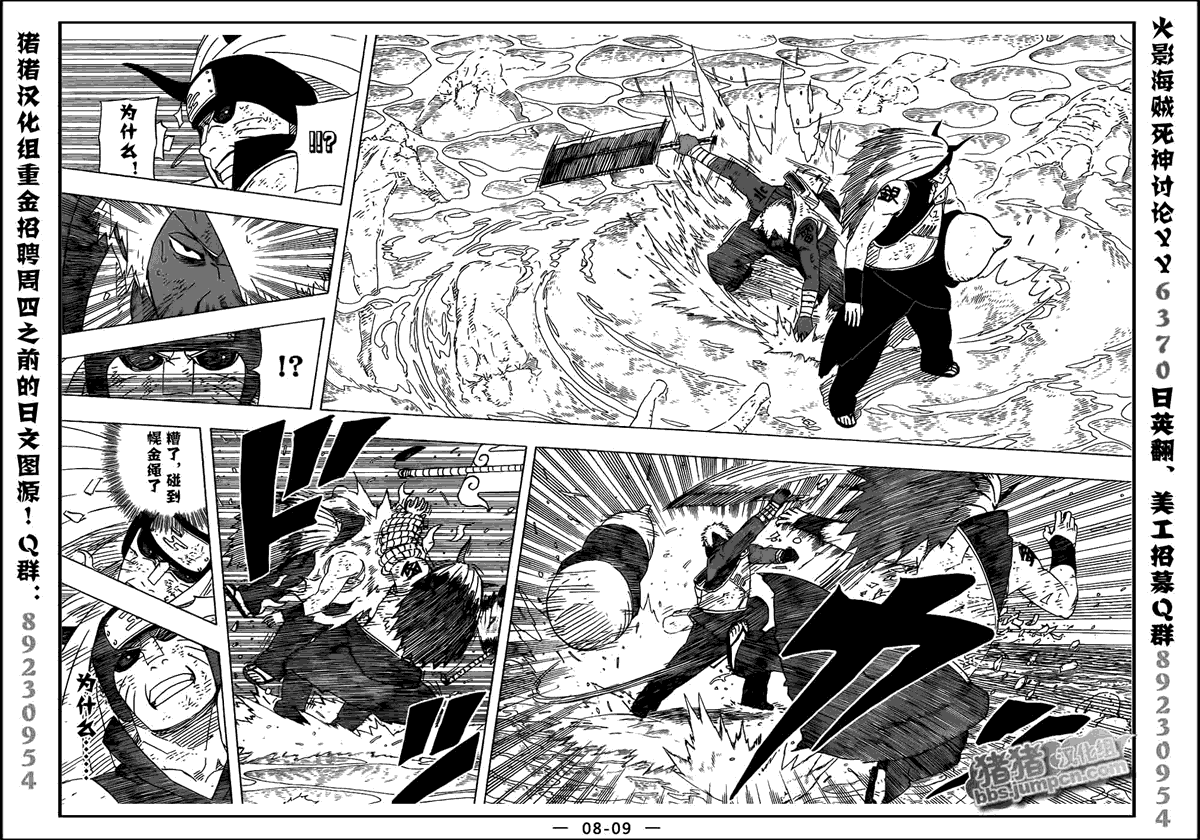 火影海贼死神讨论YY6370日英翻、美工招募Q群892309​54
!!?
为什么！
!?
ガッ
ドン
糟了，碰到
幌金绳了
为什么……
猪猪汉化组重金招聘周四之前的日文图源！Q群：89230954
猪猪汉化组
bbs.jumpcn.com
— 08-09 —